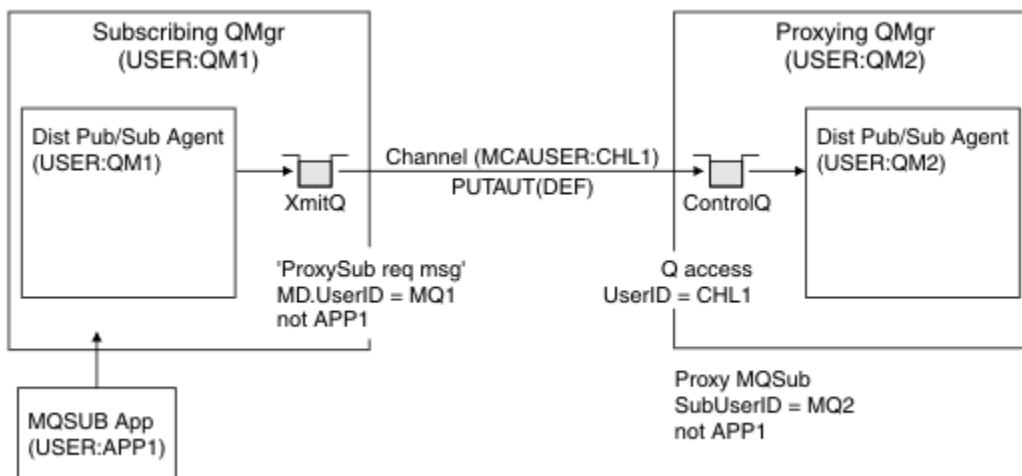 Subscribing QMgr
(USER:QM1)
Proxying QMgr
(USER:QM2)
Dist Pub/Sub Agent
(USER:QM1)
XmitQ
Channel (MCAUSER:CHL1)
PUTAUT(DEF)
ControlQ
Dist Pub/Sub Agent
(USER:QM2)
'ProxySub req msg'
MD.UserID = MQ1
not APP1
Q access
UserID = CHL1
MQSUB App
(USER:APP1)
Proxy MQSub
SubUserID = MQ2
not APP1